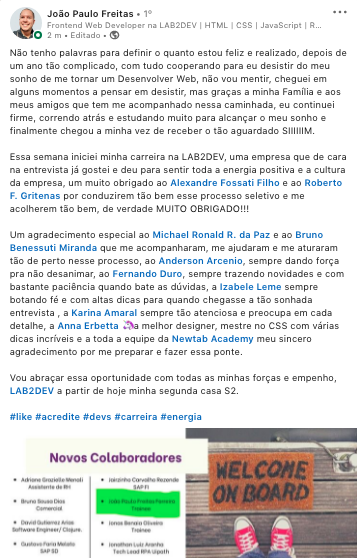 João Paulo Freitas • 1º
Frontend Web Developer na LAB2DEV | HTML | CSS | JavaScript | R...
2 m • Editado •
Não tenho palavras para definir o quanto estou feliz e realizado, depois de
um ano tão complicado, com tudo cooperando para eu desistir do meu
sonho de me tornar um Desenvolver Web, não vou mentir, cheguei em
alguns momentos a pensar em desistir, mas graças a minha Família e aos
meus amigos que tem me acompanhado nessa caminhada, eu continuei
firme, correndo atrás e estudando muito para alcançar o meu sonho e
finalmente chegou a minha vez de receber o tão aguardado SIIIIIIM.
Essa semana iniciei minha carreira na LAB2DEV, uma empresa que de cara
na entrevista já gostei e deu para sentir toda a energia positiva e a cultura
da empresa, um muito obrigado ao Alexandre Fossati Filho e ao Roberto
F. Gritenas por conduzirem tão bem esse processo seletivo e me
acolherem tão bem, de verdade MUITO OBRIGADO!!!
Um agradecimento especial ao Michael Ronald R. da Paz e ao Bruno
Benessuti Miranda que me acompanharam, me ajudaram e me aturaram
tão de perto nesse processo, ao Anderson Arcenio, sempre dando força
pra não desanimar, ao Fernando Duro, sempre trazendo novidades e com
bastante paciência quando bate as dúvidas, a Izabele Leme sempre
botando fé e com altas dicas para quando chegasse a tão sonhada
entrevista , a Karina Amaral sempre tão atenciosa e preocupa em cada
detalhe, a Anna Erbetta 🦄a melhor designer, mestre no CSS com várias
dicas incríveis e a toda a equipe da Newtab Academy meu sincero
agradecimento por me preparar e fazer essa ponte.
Vou abraçar essa oportunidade com todas as minhas forças e empenho,
LAB2DEV a partir de hoje minha segunda casa S2.
#like #acredite #devs #carreira #energia
Novos Colaboradores
• Adriane Graziella Mansali
Assistente de RH
• Bruno Sousa Dias
Comercial.
• David Gutierrez Arias
Software Engineer/ Clojure.
• Gustavo Faria Melato
SAP SD
• Jairzinho Carvalho Rezende
SAP FI
João Paulo Freitas Ferreira
Trainee
• Jonas Benaia Oliveira
Trainee
• Jonathan Luiz Aranha
Tech Lead RPA Uipath
WELCOME
ON BOARD